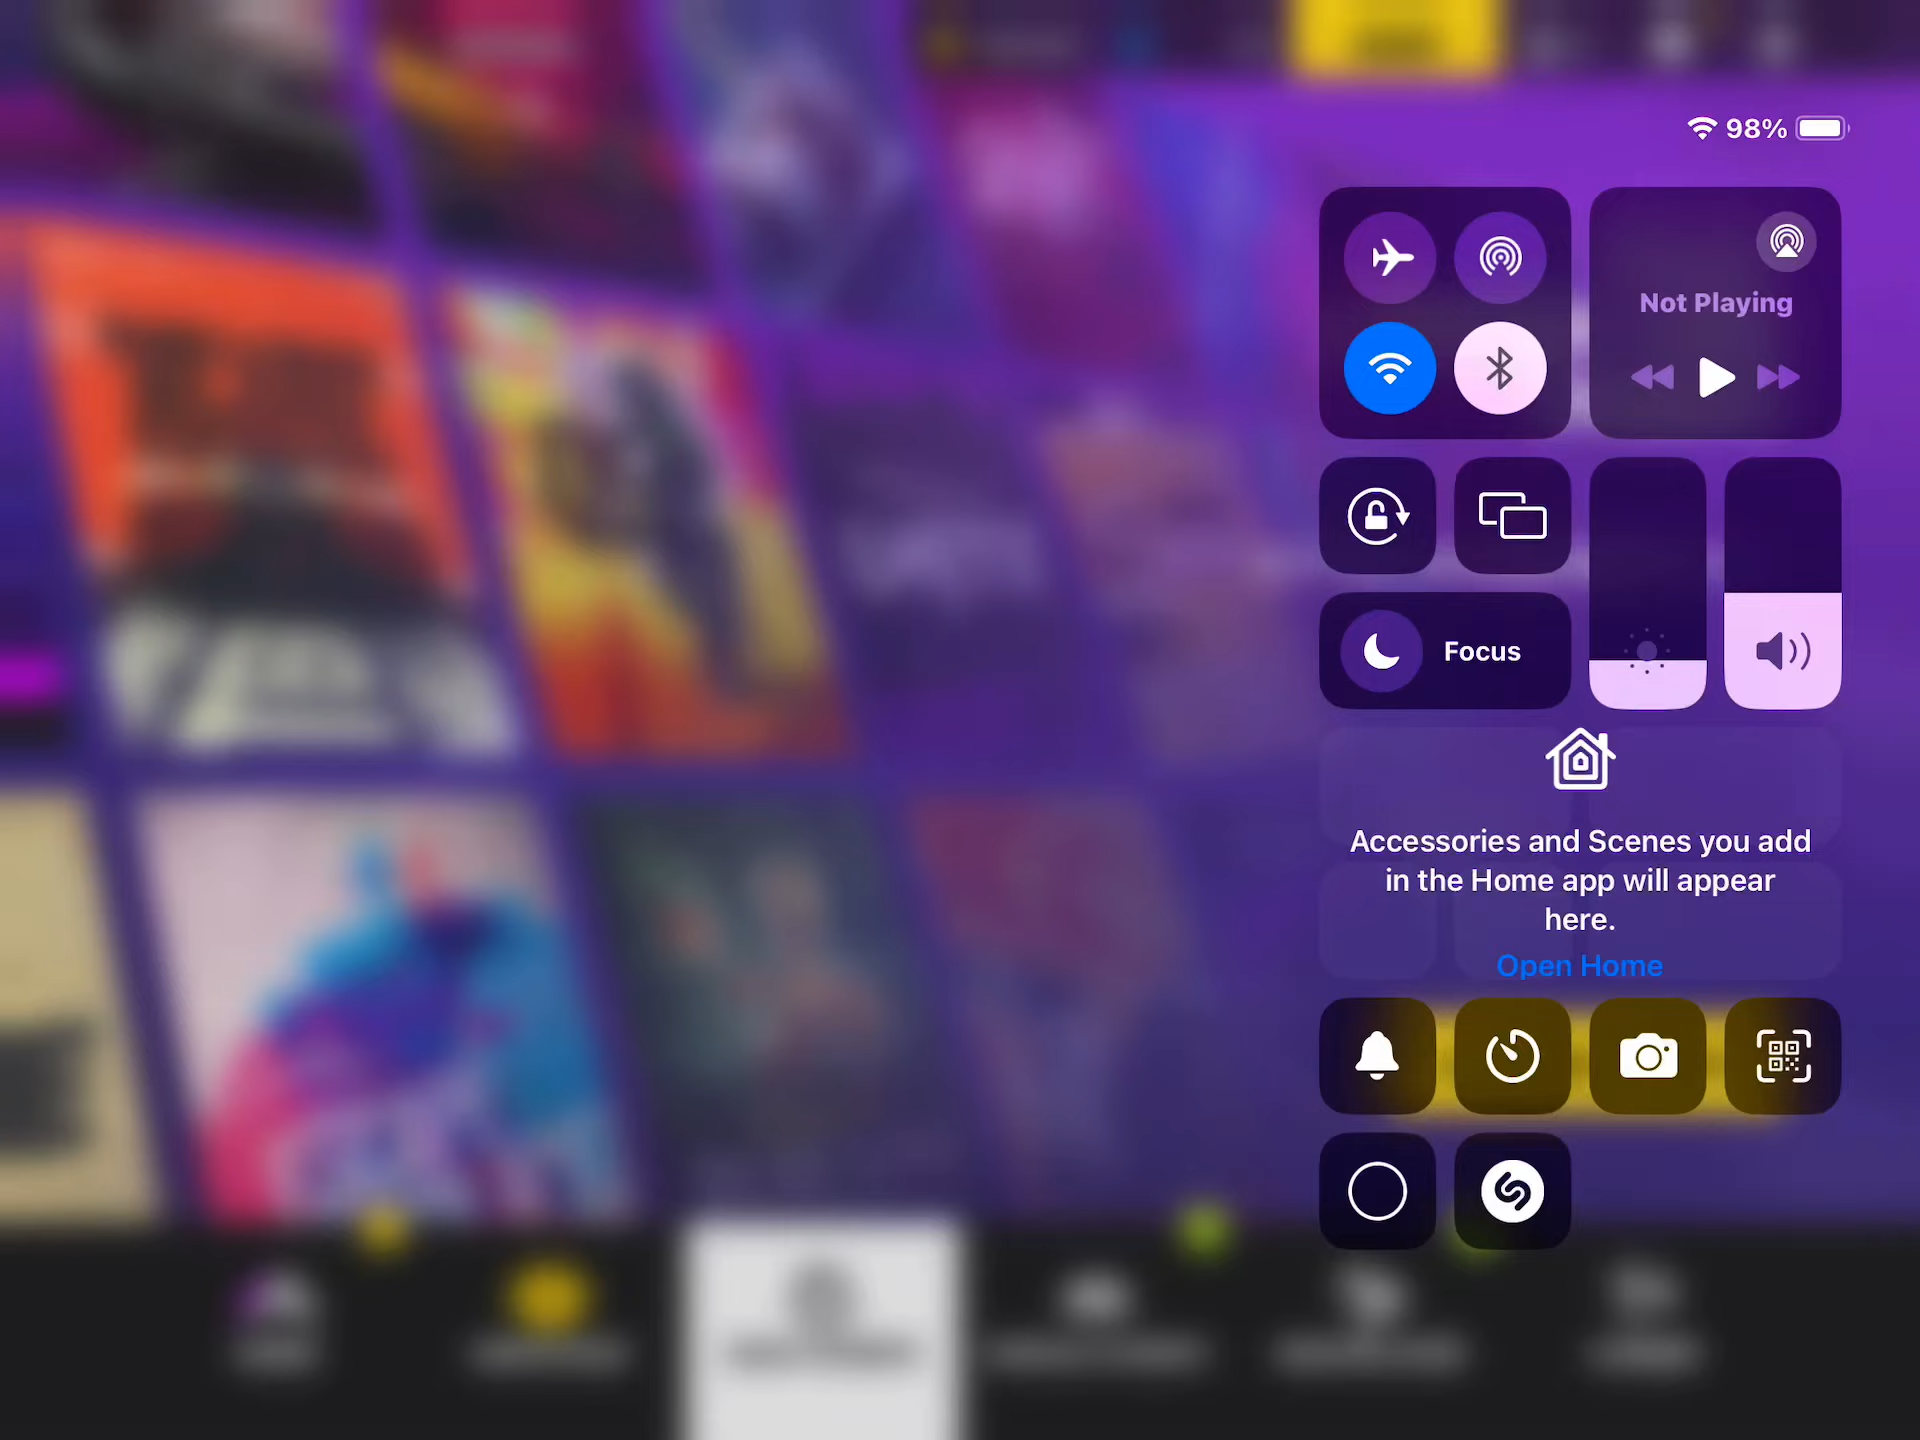 98%
Not Playing
Focus
Accessories and Scenes you add
in the Home app will appear
here.
Open Home